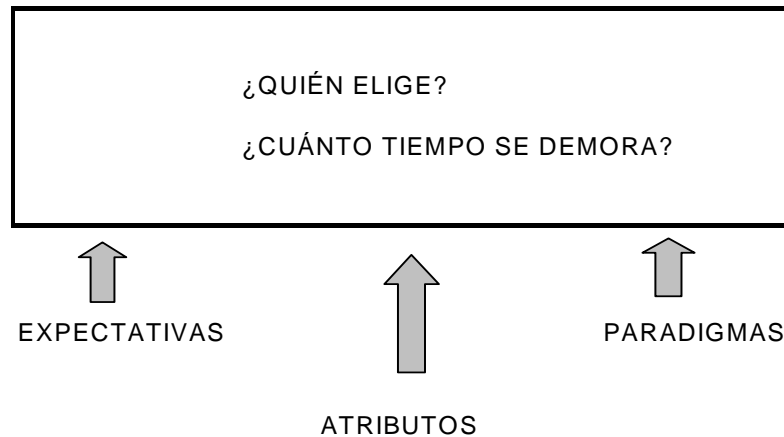 ¿QUIÉN ELIGE?
¿CUÁNTO TIEMPO SE DEMORA?
EXPECTATIVAS
PARADIGMAS
ATRIBUTOS